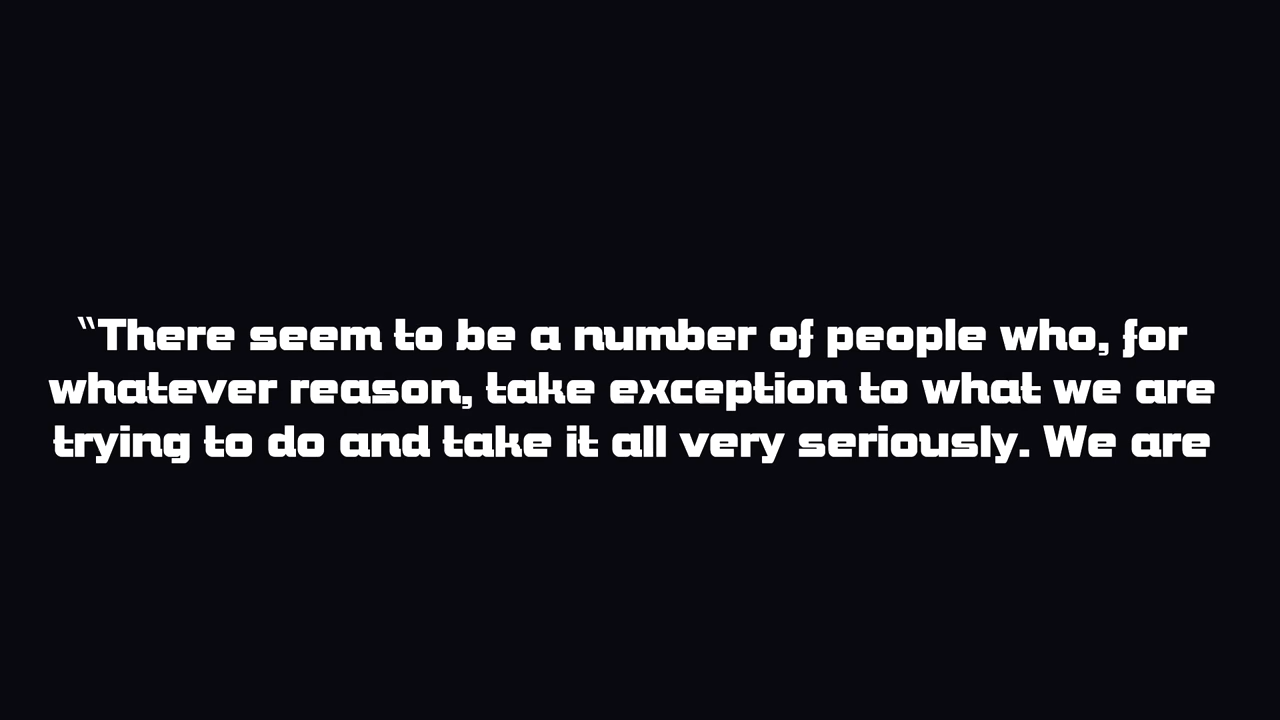 “There seem to be a number of people who, for
whatever reason, take exception to what we are
trying to do and take it all very seriously. We are